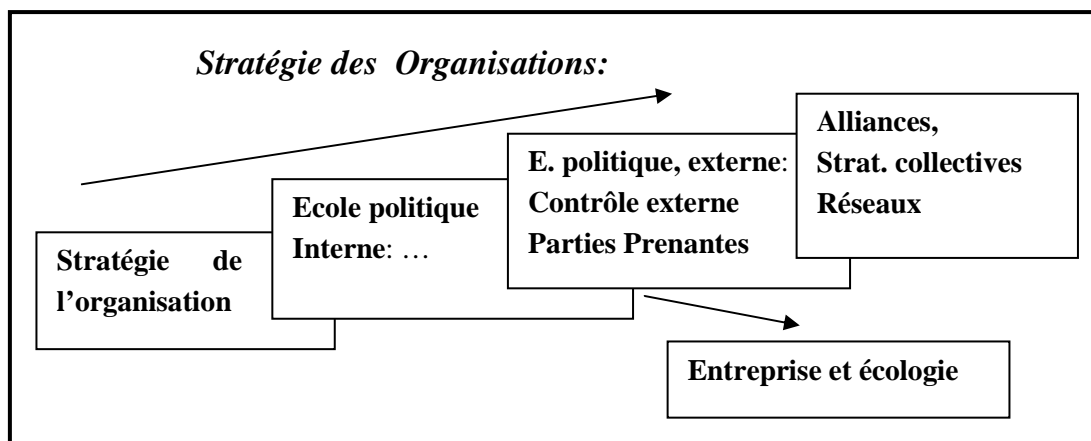 Stratégie des Organisations:
Stratégie de
l’organisation
Ecole politique
Interne: …
E. politique, externe:
Contrôle externe
Parties Prenantes
Alliances,
Strat. collectives
Réseaux
Entreprise et écologie